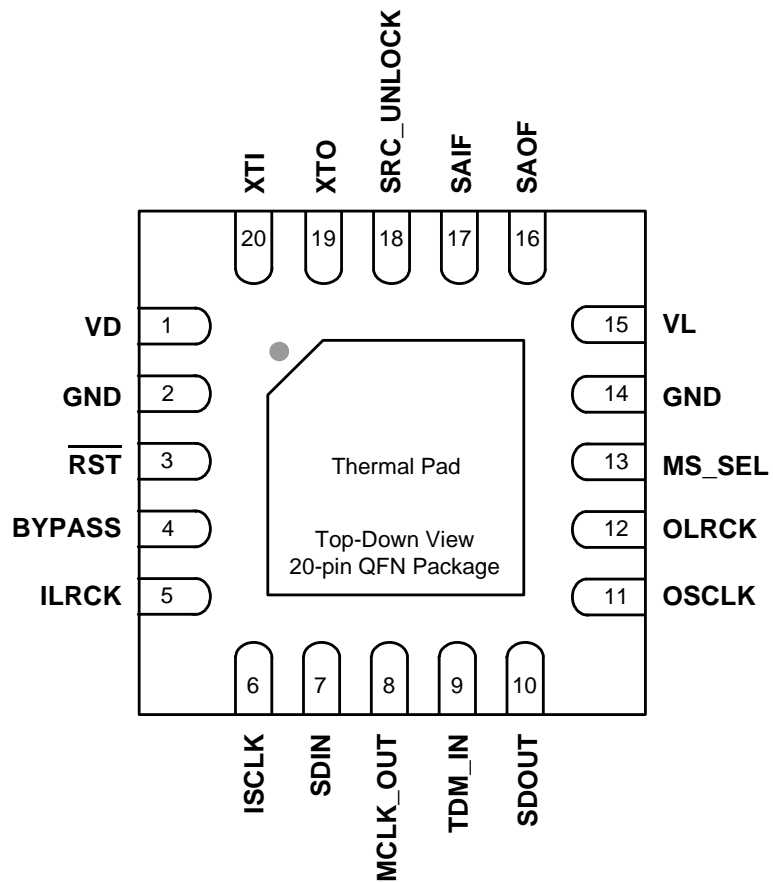 XTI
XTO
SRC_UNLOCK
SAIF
SAOF
20
19
18
17
16
VD 1
15 VL
GND 2
14 GND
RST 3
13 MS_SEL
BYPASS 4
12 OLRCK
ILRCK 5
11 OSCLK
Thermal Pad
Top-Down View
20-pin QFN Package
6
7
8
9
10
ISCLK
SDIN
MCLK_OUT
TDM_IN
SDOUT